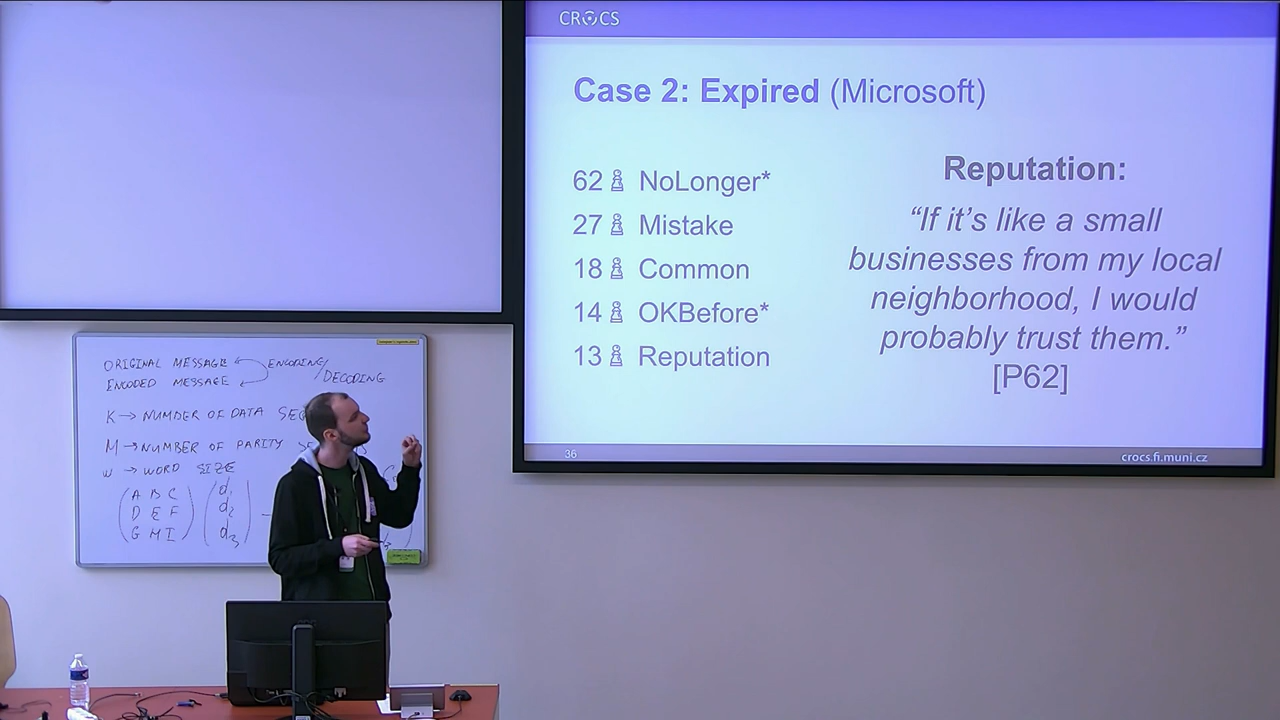 CROCS
Case 2: Expired (Microsoft)
62 NoLonger*
27 Mistake
18 Common
14 OKBefore*
13 Reputation
Reputation:
“If it’s like a small
businesses from my local
neighborhood, I would
probably trust them.”
[P62]
36
crocs.fi.muni.cz
ORIGINAL MESSAGE
ENCODED MESSAGE
ENCODING/
DECODING
K → NUMBER OF DATA
M → NUMBER OF PARITY
w → WORD SIZE
A B C
D E F
G M I
d1
d2
d3